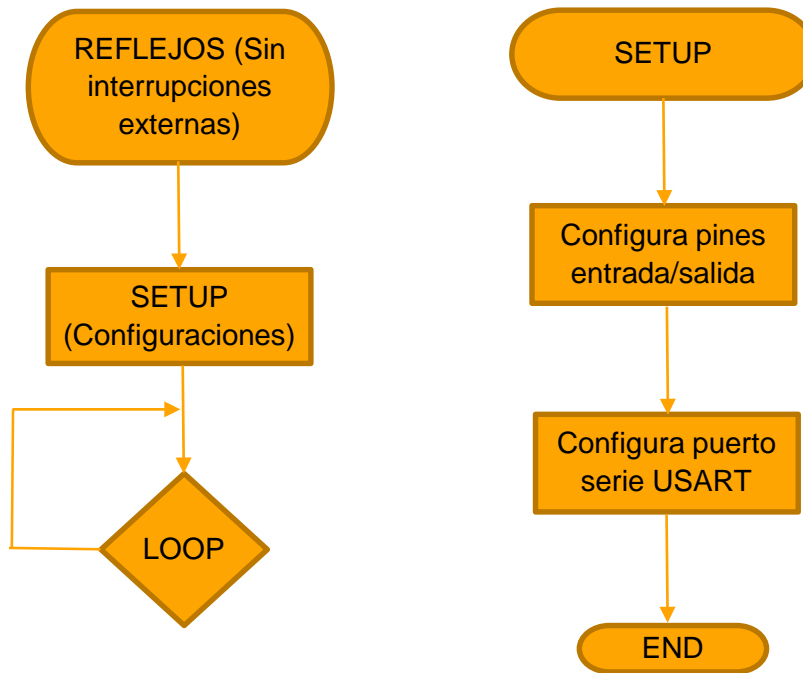 REFLEJOS (Sin
interrupciones
externas)
SETUP
(Configuraciones)
LOOP
SETUP
Configura pines
entrada/salida
Configura puerto
serie USART
END